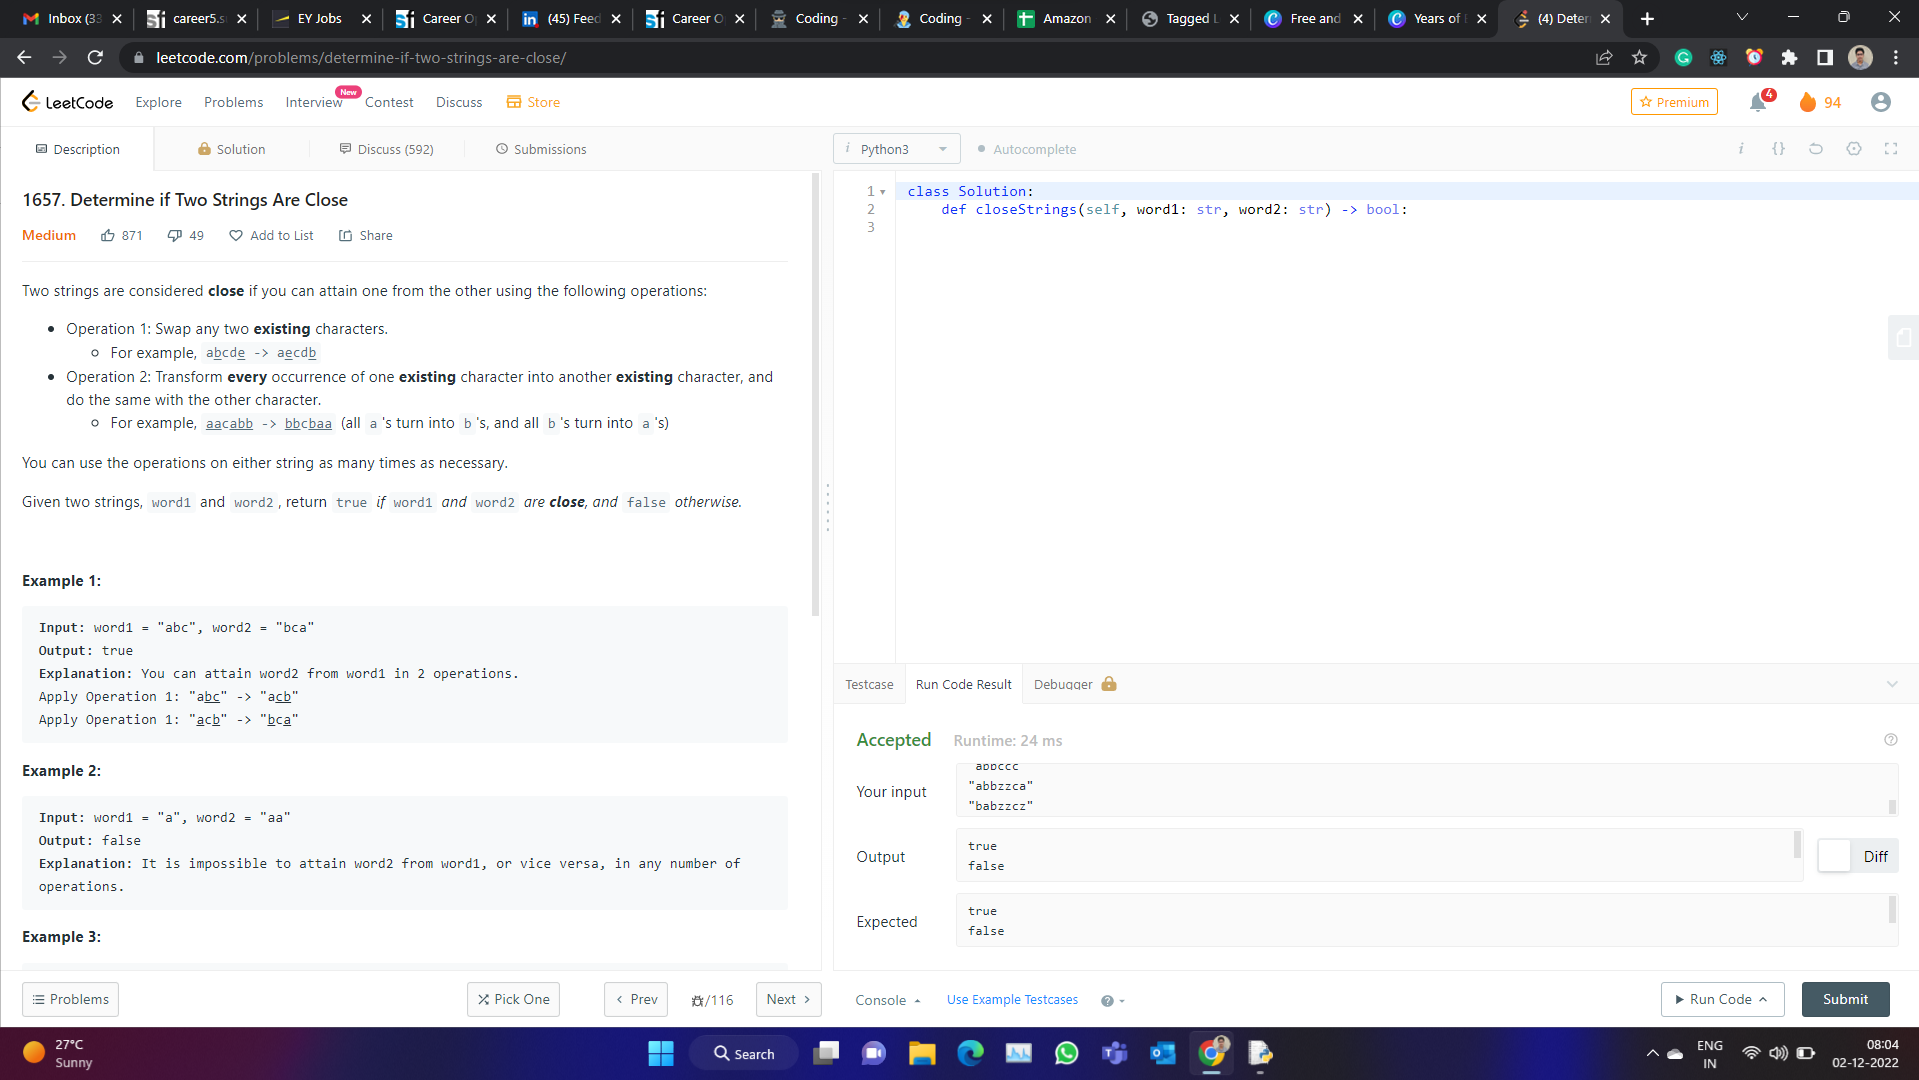 Inbox (33
career5.s
EY Jobs
Career O
(45) Feed
Career O
Coding -
Coding -
Amazon
Tagged L
Free and
Years of E
(4) Deter
leetcode.com/problems/determine-if-two-strings-are-close/
LeetCode
Explore
Problems
Interview
New
Contest
Discuss
Store
Premium
4
94
Description
Solution
Discuss (592)
Submissions
i Python3
Autocomplete
1657. Determine if Two Strings Are Close
Medium 871 49 Add to List Share
Two strings are considered close if you can attain one from the other using the following operations:
• Operation 1: Swap any two existing characters.
For example, abcde -> aecdb
• Operation 2: Transform every occurrence of one existing character into another existing character, and
do the same with the other character.
For example, aacabb -> bbcbaa (all a 's turn into b 's, and all b 's turn into a 's)
You can use the operations on either string as many times as necessary.
Given two strings, word1 and word2 , return true if word1 and word2 are close, and false otherwise.
Example 1:
Input: word1 = "abc", word2 = "bca"
Output: true
Explanation: You can attain word2 from word1 in 2 operations.
Apply Operation 1: "abc" -> "acb"
Apply Operation 1: "acb" -> "bca"
Example 2:
Input: word1 = "a", word2 = "aa"
Output: false
Explanation: It is impossible to attain word2 from word1, or vice versa, in any number of
operations.
Example 3:
Problems
Pick One
< Prev
/116
Next >
1 class Solution:
2 def closeStrings(self, word1: str, word2: str) -> bool:
3
Testcase
Run Code Result
Debugger
Accepted Runtime: 24 ms
Your input
abbccc
"abbzzca"
"babzzcz"
Output
true
false
Diff
Expected
true
false
Console
Use Example Testcases
Run Code
Submit
27°C
Sunny
Search
ENG
IN
08:04
02-12-2022